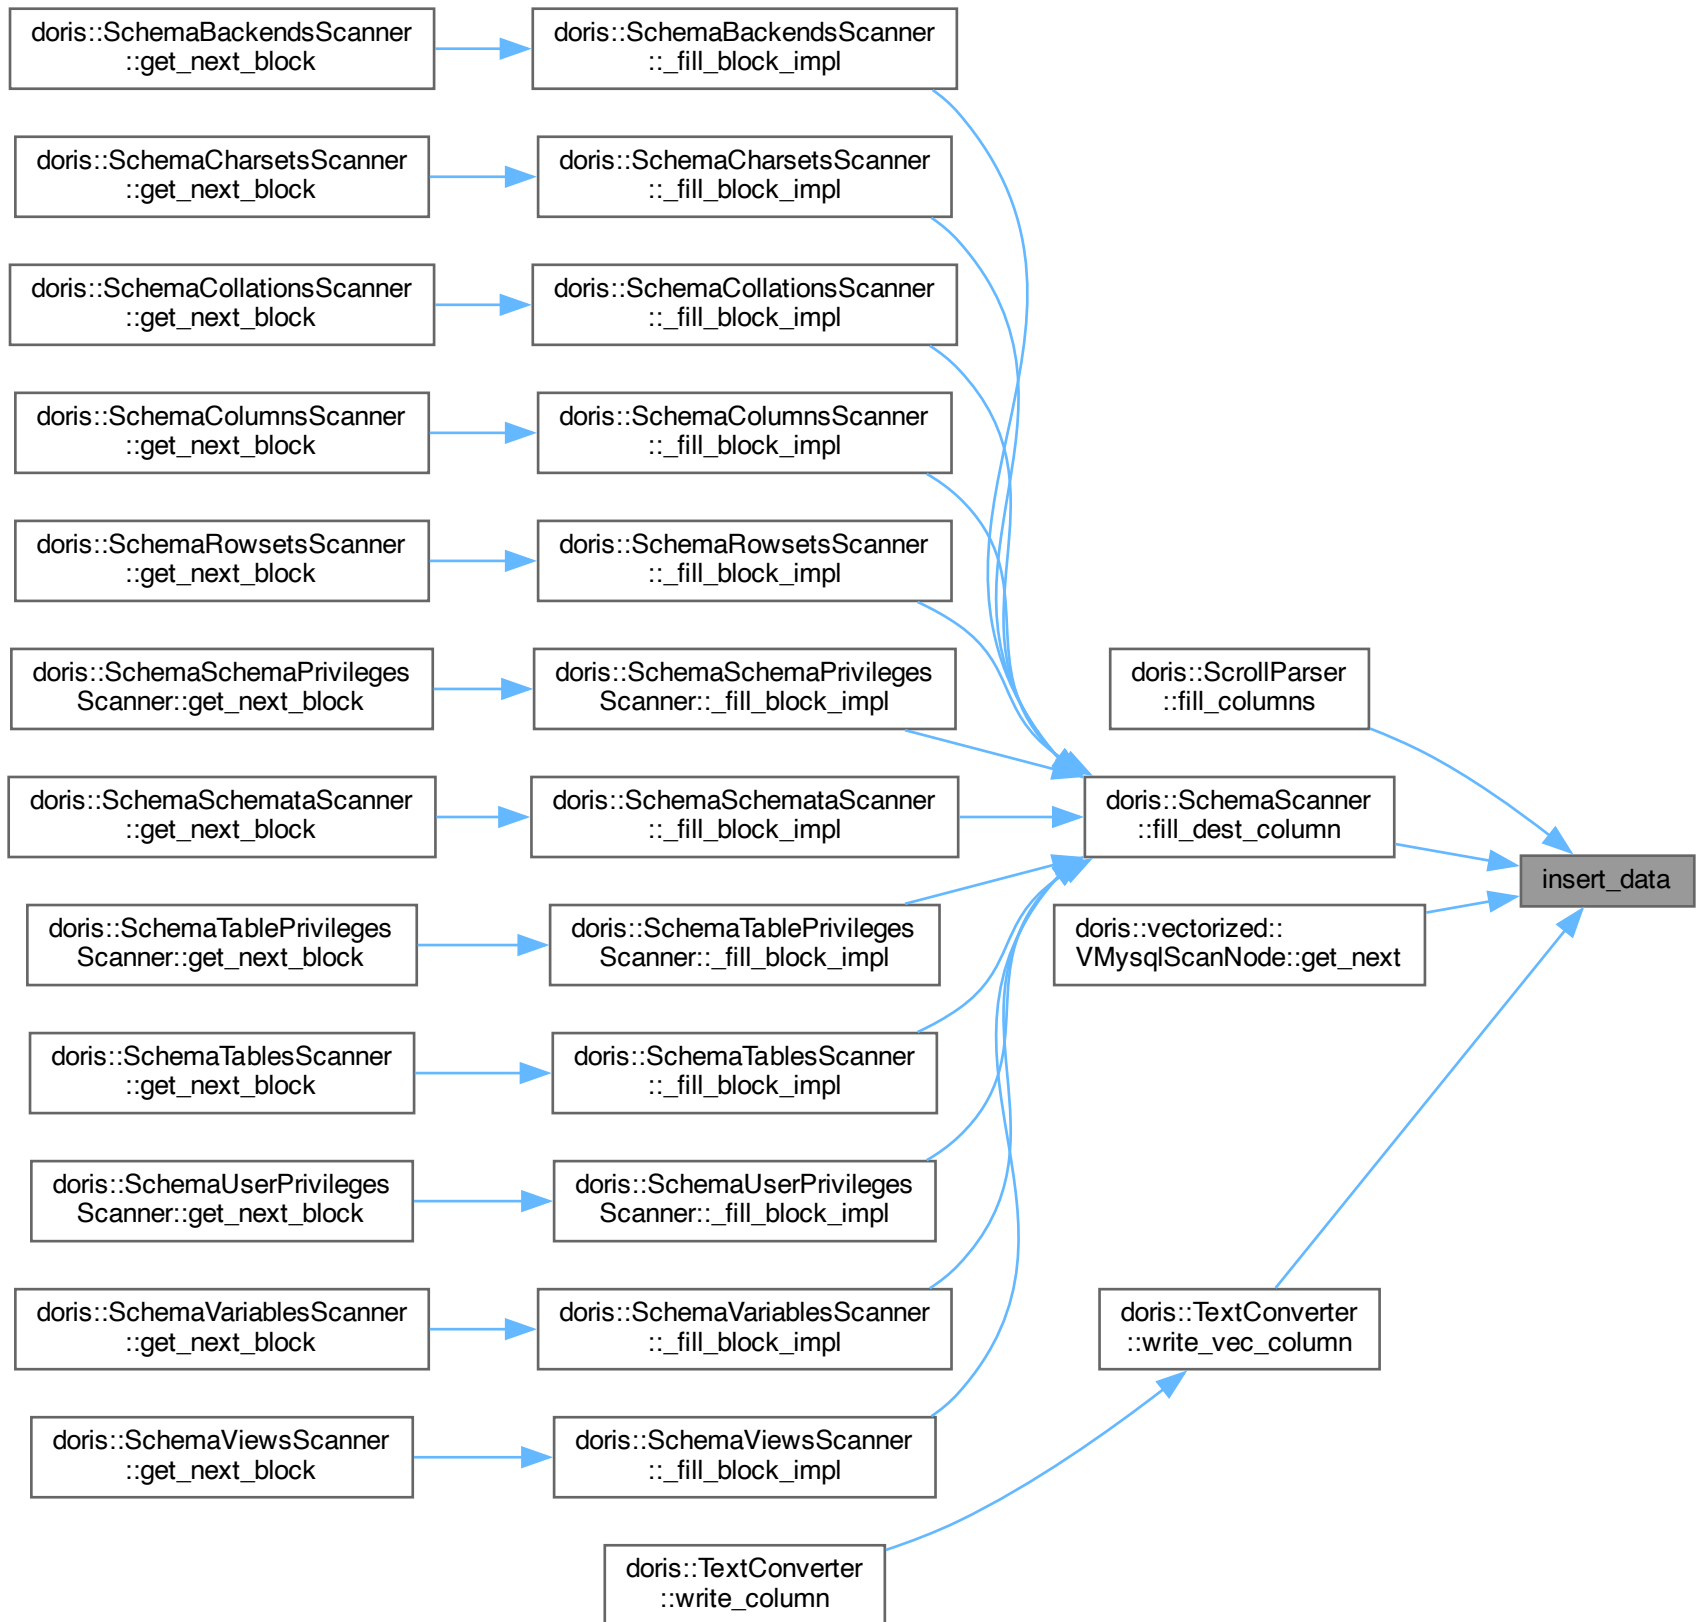 doris::SchemaBackendsScanner
::get_next_block
doris::SchemaBackendsScanner
::_fill_block_impl
doris::SchemaCharsetsScanner
::get_next_block
doris::SchemaCharsetsScanner
::_fill_block_impl
doris::SchemaCollationsScanner
::get_next_block
doris::SchemaCollationsScanner
::_fill_block_impl
doris::SchemaColumnsScanner
::get_next_block
doris::SchemaColumnsScanner
::_fill_block_impl
doris::SchemaRowsetsScanner
::get_next_block
doris::SchemaRowsetsScanner
::_fill_block_impl
doris::SchemaSchemaPrivileges
Scanner::get_next_block
doris::SchemaSchemaPrivileges
Scanner::_fill_block_impl
doris::ScrollParser
::fill_columns
doris::SchemaSchemataScanner
::get_next_block
doris::SchemaSchemataScanner
::_fill_block_impl
doris::SchemaScanner
::fill_dest_column
insert_data
doris::SchemaTablePrivileges
Scanner::get_next_block
doris::SchemaTablePrivileges
Scanner::_fill_block_impl
doris::vectorized::
VMysqlScanNode::get_next
doris::SchemaTablesScanner
::get_next_block
doris::SchemaTablesScanner
::_fill_block_impl
doris::SchemaUserPrivileges
Scanner::get_next_block
doris::SchemaUserPrivileges
Scanner::_fill_block_impl
doris::SchemaVariablesScanner
::get_next_block
doris::SchemaVariablesScanner
::_fill_block_impl
doris::TextConverter
::write_vec_column
doris::SchemaViewsScanner
::get_next_block
doris::SchemaViewsScanner
::_fill_block_impl
doris::TextConverter
::write_column